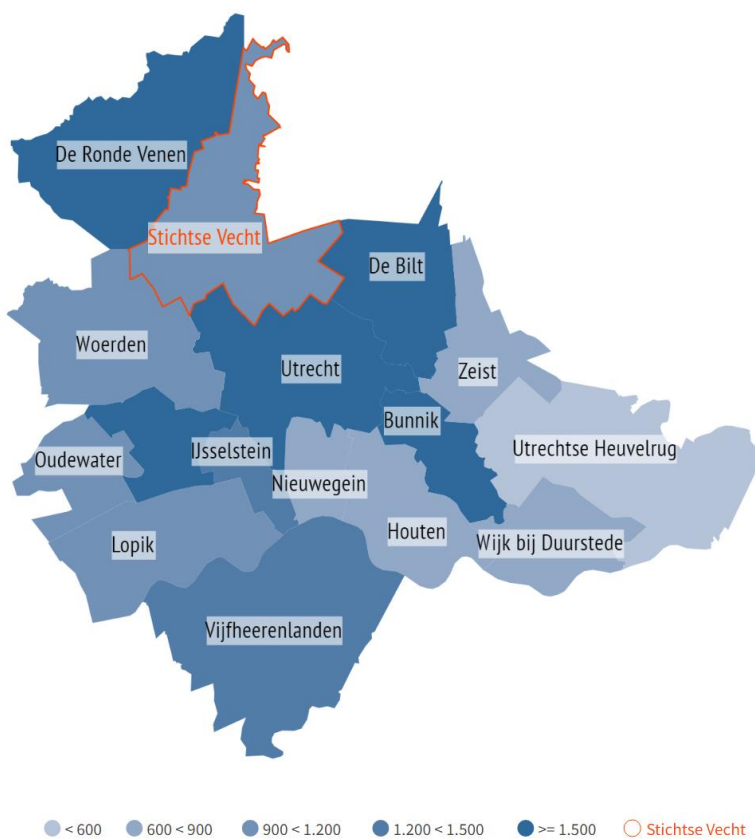 De Ronde Venen
Stichtse Vecht
De Bilt
Woerden
Utrecht
Zeist
Bunnik
Oudewater
IJsselstein
Utrechtse Heuvelrug
Nieuwegein
Houten
Wijk bij Duurstede
Lopik
Vijfheerenlanden
< 600 600 < 900 900 < 1.200 1.200 < 1.500 >= 1.500 Stichtse Vecht